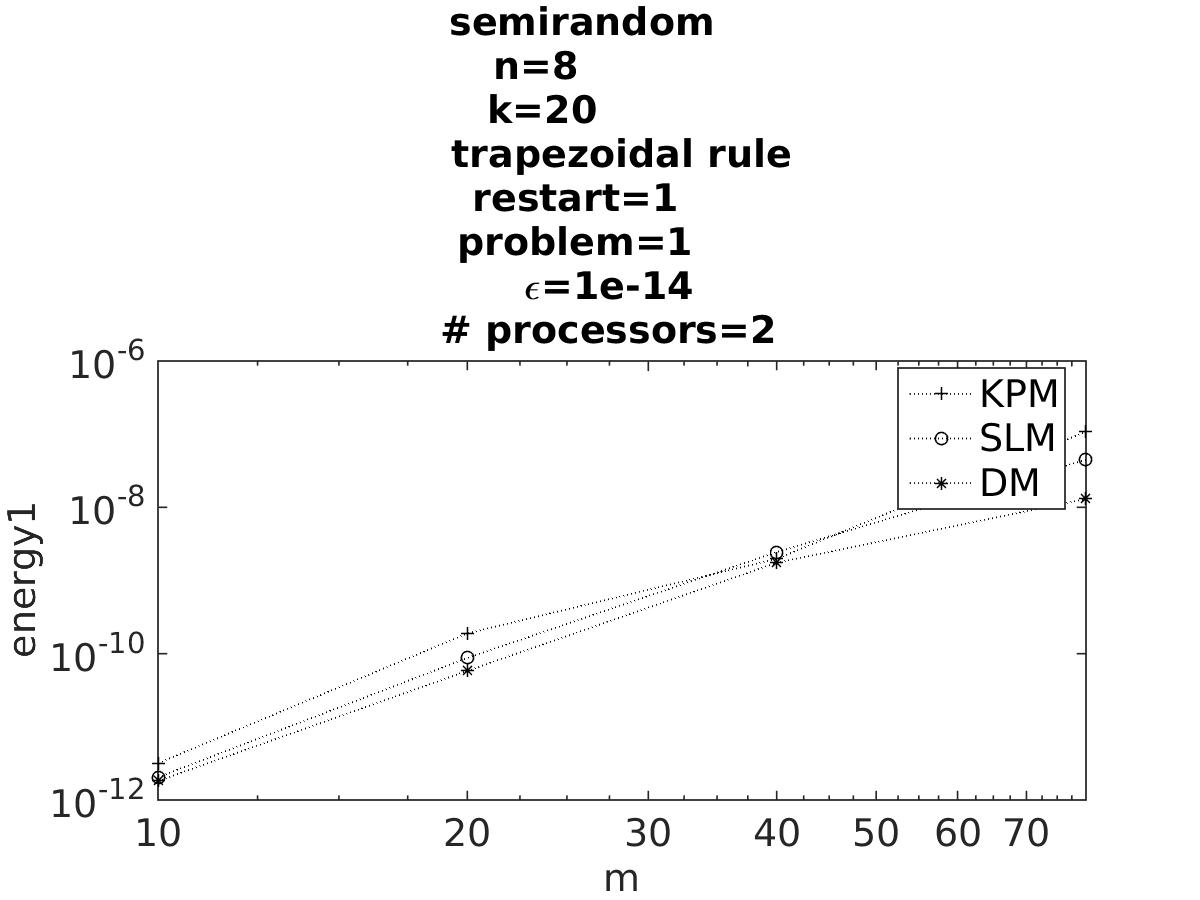 semirandom
n=8
k=20
trapezoidal rule
restart=1
problem=1
ϵ=1e-14
# processors=2
10^-6
10^-8
10^-10
10^-12
energy1
KPM
SLM
DM
10 20 30 40 50 60 70
m